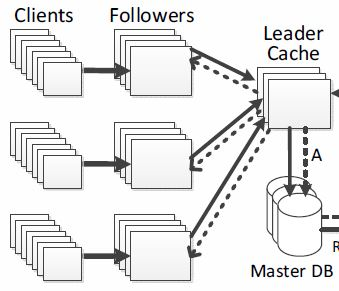 Clients
Followers
Leader
Cache
A
Master DB
R